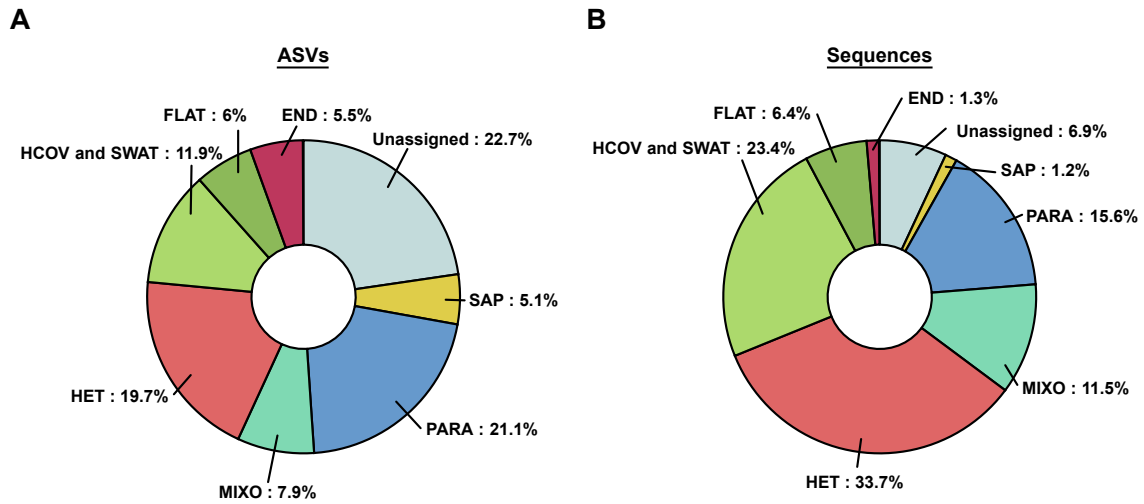 A
ASVs
FLAT : 6%
END : 5.5%
Unassigned : 22.7%
HCOV and SWAT : 11.9%
SAP : 5.1%
HET : 19.7%
PARA : 21.1%
MIXO : 7.9%
B
Sequences
END : 1.3%
FLAT : 6.4%
Unassigned : 6.9%
HCOV and SWAT : 23.4%
SAP : 1.2%
PARA : 15.6%
MIXO : 11.5%
HET : 33.7%